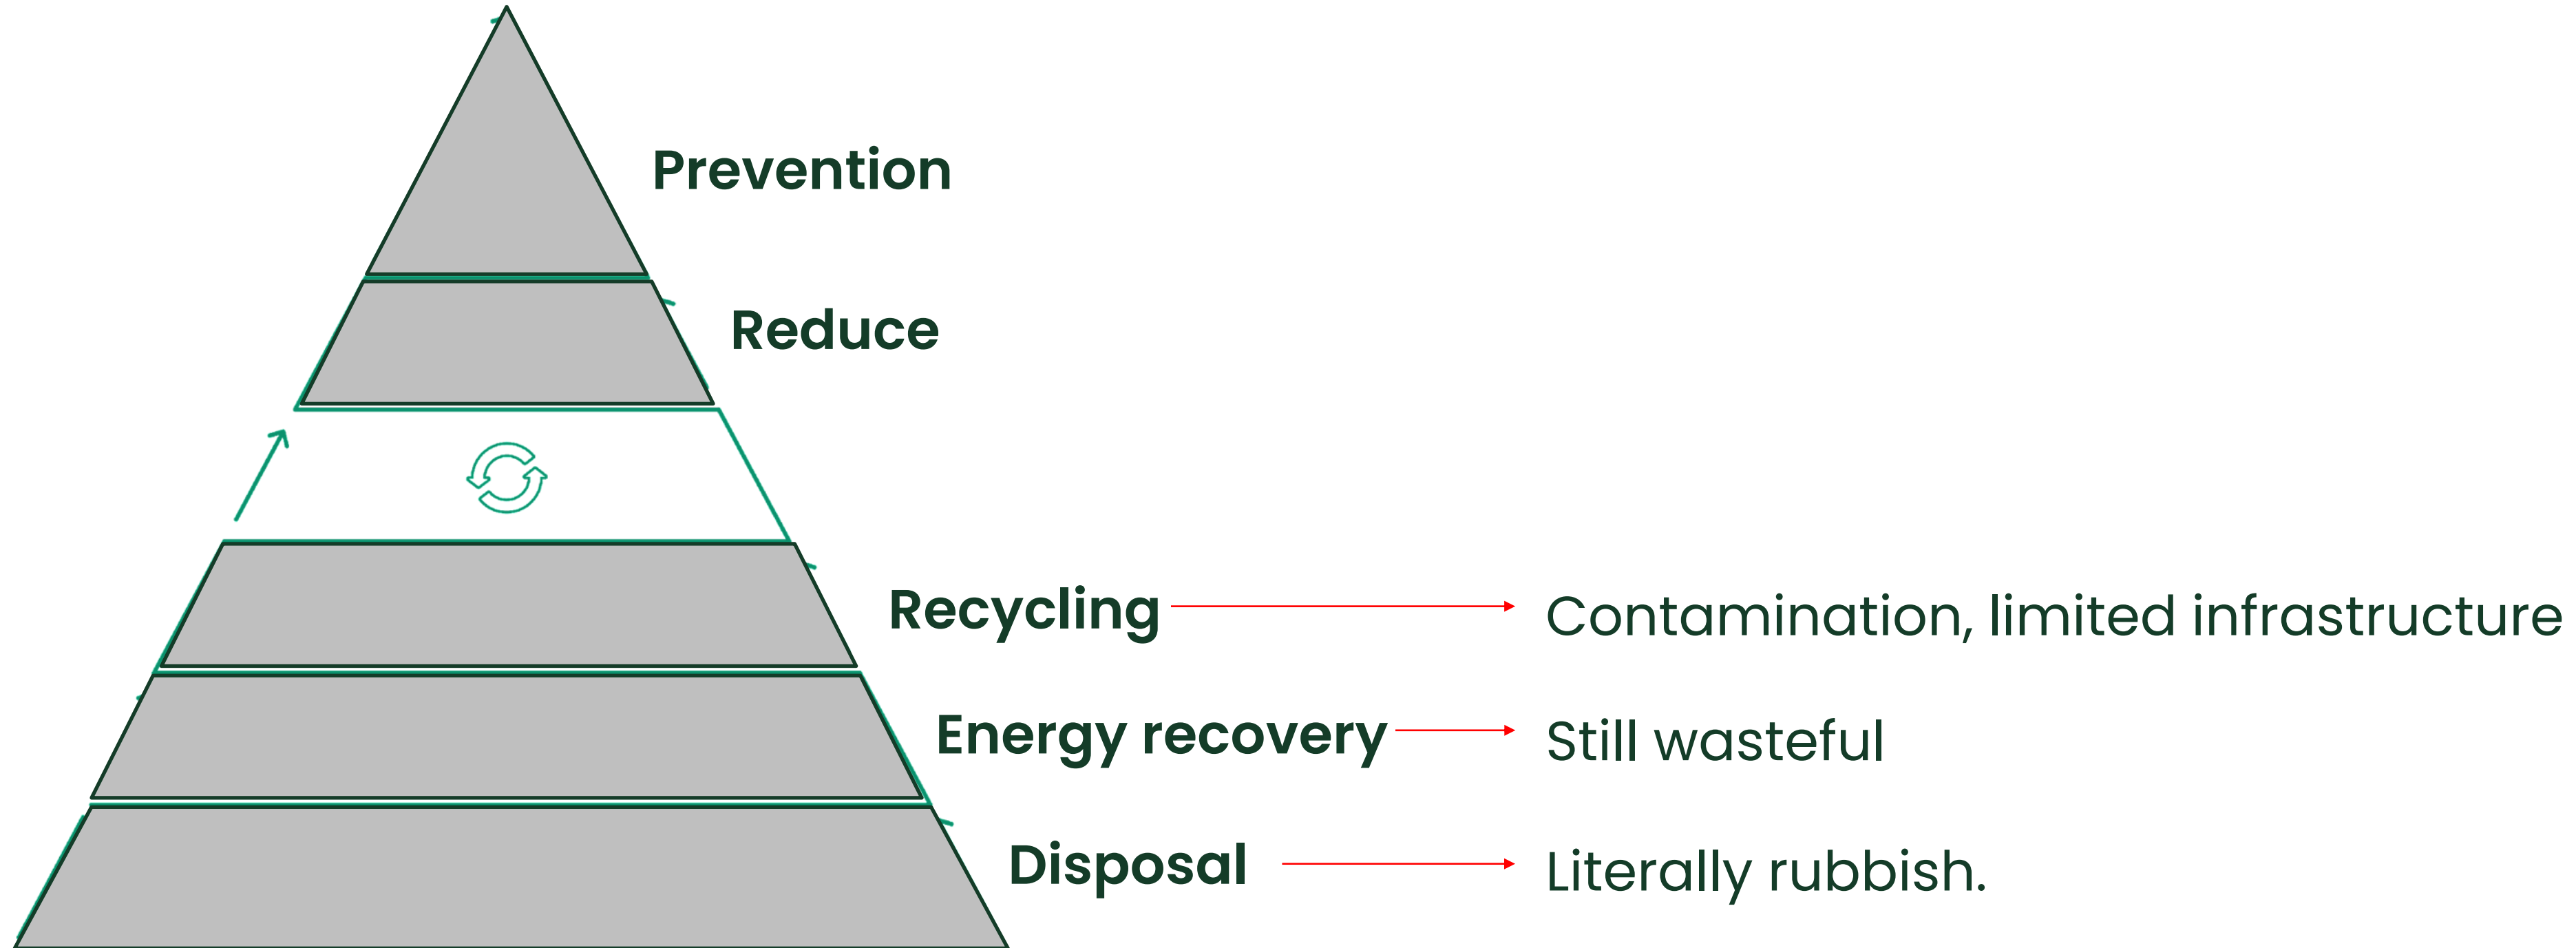 Prevention
Reduce
Recycling
Contamination, limited infrastructure
Energy recovery
Still wasteful
Disposal
Literally rubbish.